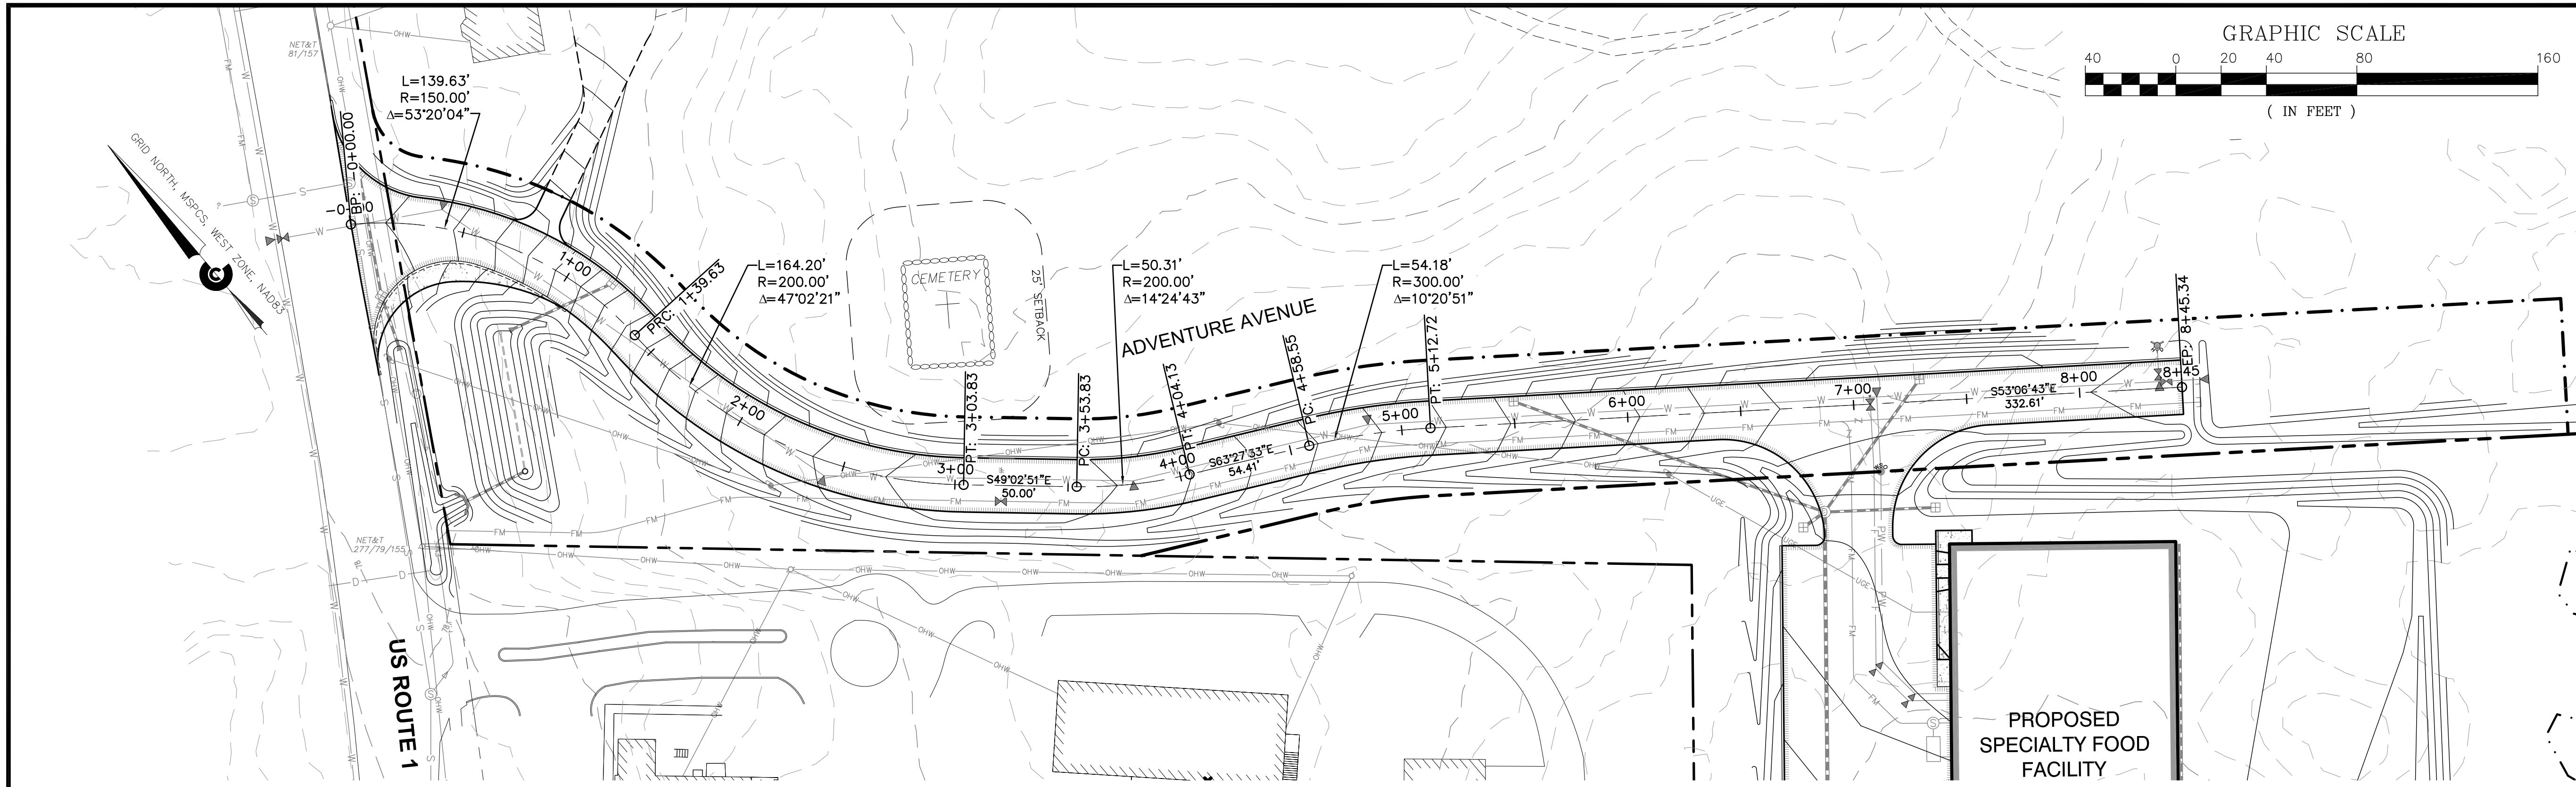 GRAPHIC SCALE
40 0 20 40 80 160
( IN FEET )
NET&T
81/157
L=139.63'
R=150.00'
Δ=53°20'04"
GRID NORTH, MSPCS, WEST ZONE, NAD83
BP: -0+00.00
-0+00
1+00
PRC: 1+39.63
L=164.20'
R=200.00'
Δ=47°02'21"
2+00
CEMETERY
25' SETBACK
L=50.31'
R=200.00'
Δ=14°24'43"
ADVENTURE AVENUE
L=54.18'
R=300.00'
Δ=10°20'51"
3+00
PT: 3+03.83
S49°02'51"E
50.00'
PC: 3+53.83
4+00
PT: 4+04.13
S63°27'33"E
54.41'
PC: 4+58.55
5+00
PT: 5+12.72
6+00
7+00
S53°06'43"E
332.61'
8+00
8+45
EP: 8+45.34
NET&T
277/79/155
US ROUTE 1
OHW
FM
W
S
D
UGE
PW
PROPOSED
SPECIALTY FOOD
FACILITY